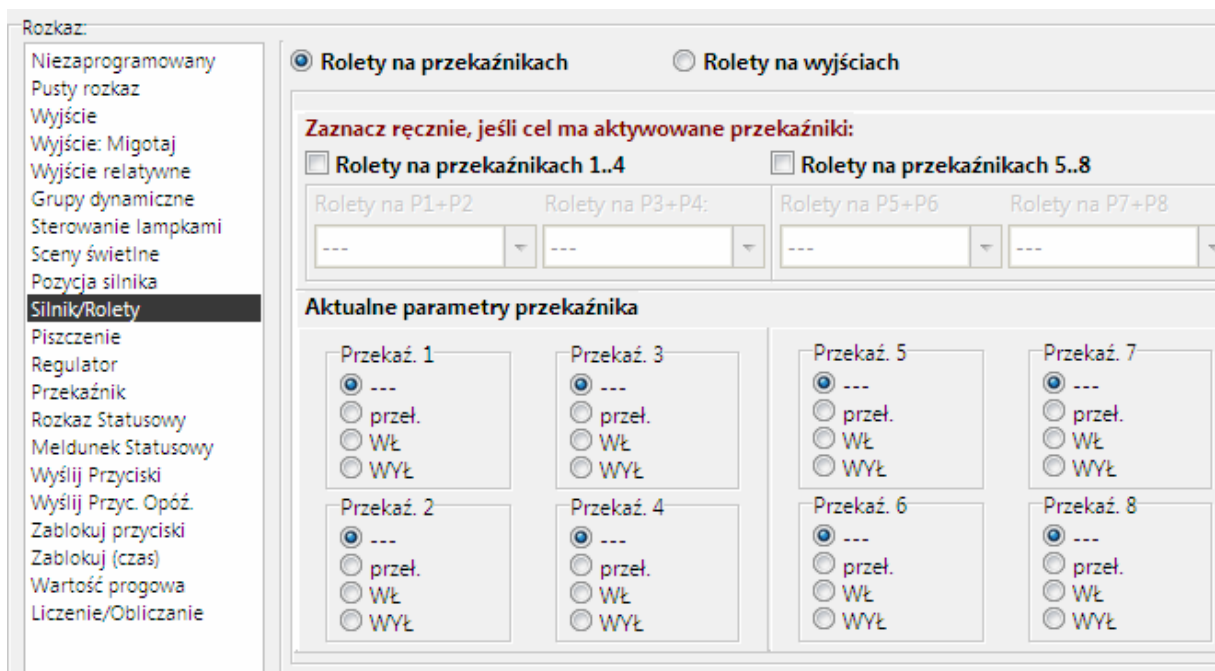 Rozkaz:
Niezaprogramowany
Pusty rozkaz
Wyjście
Wyjście: Migotaj
Wyjście relatywne
Grupy dynamiczne
Sterowanie lampkami
Sceny świetlne
Pozycja silnika
Silnik/Rolety
Piszczenie
Regulator
Przekaźnik
Rozkaz Statusowy
Meldunek Statusowy
Wyślij Przyciski
Wyślij Przyc. Opóź.
Zablokuj przyciski
Zablokuj (czas)
Wartość progowa
Liczenie/Obliczanie
Rolety na przekaźnikach Rolety na wyjściach
Zaznacz ręcznie, jeśli cel ma aktywowane przekaźniki:
Rolety na przekaźnikach 1..4 Rolety na przekaźnikach 5..8
Rolety na P1+P2 Rolety na P3+P4: Rolety na P5+P6 Rolety na P7+P8
--- --- --- ---
Aktualne parametry przekaźnika
Przekaź. 1 Przekaź. 3 Przekaź. 5 Przekaź. 7
--- --- --- ---
przeł. przeł. przeł. przeł.
WŁ WŁ WŁ WŁ
WYŁ WYŁ WYŁ WYŁ
Przekaź. 2 Przekaź. 4 Przekaź. 6 Przekaź. 8
--- --- --- ---
przeł. przeł. przeł. przeł.
WŁ WŁ WŁ WŁ
WYŁ WYŁ WYŁ WYŁ